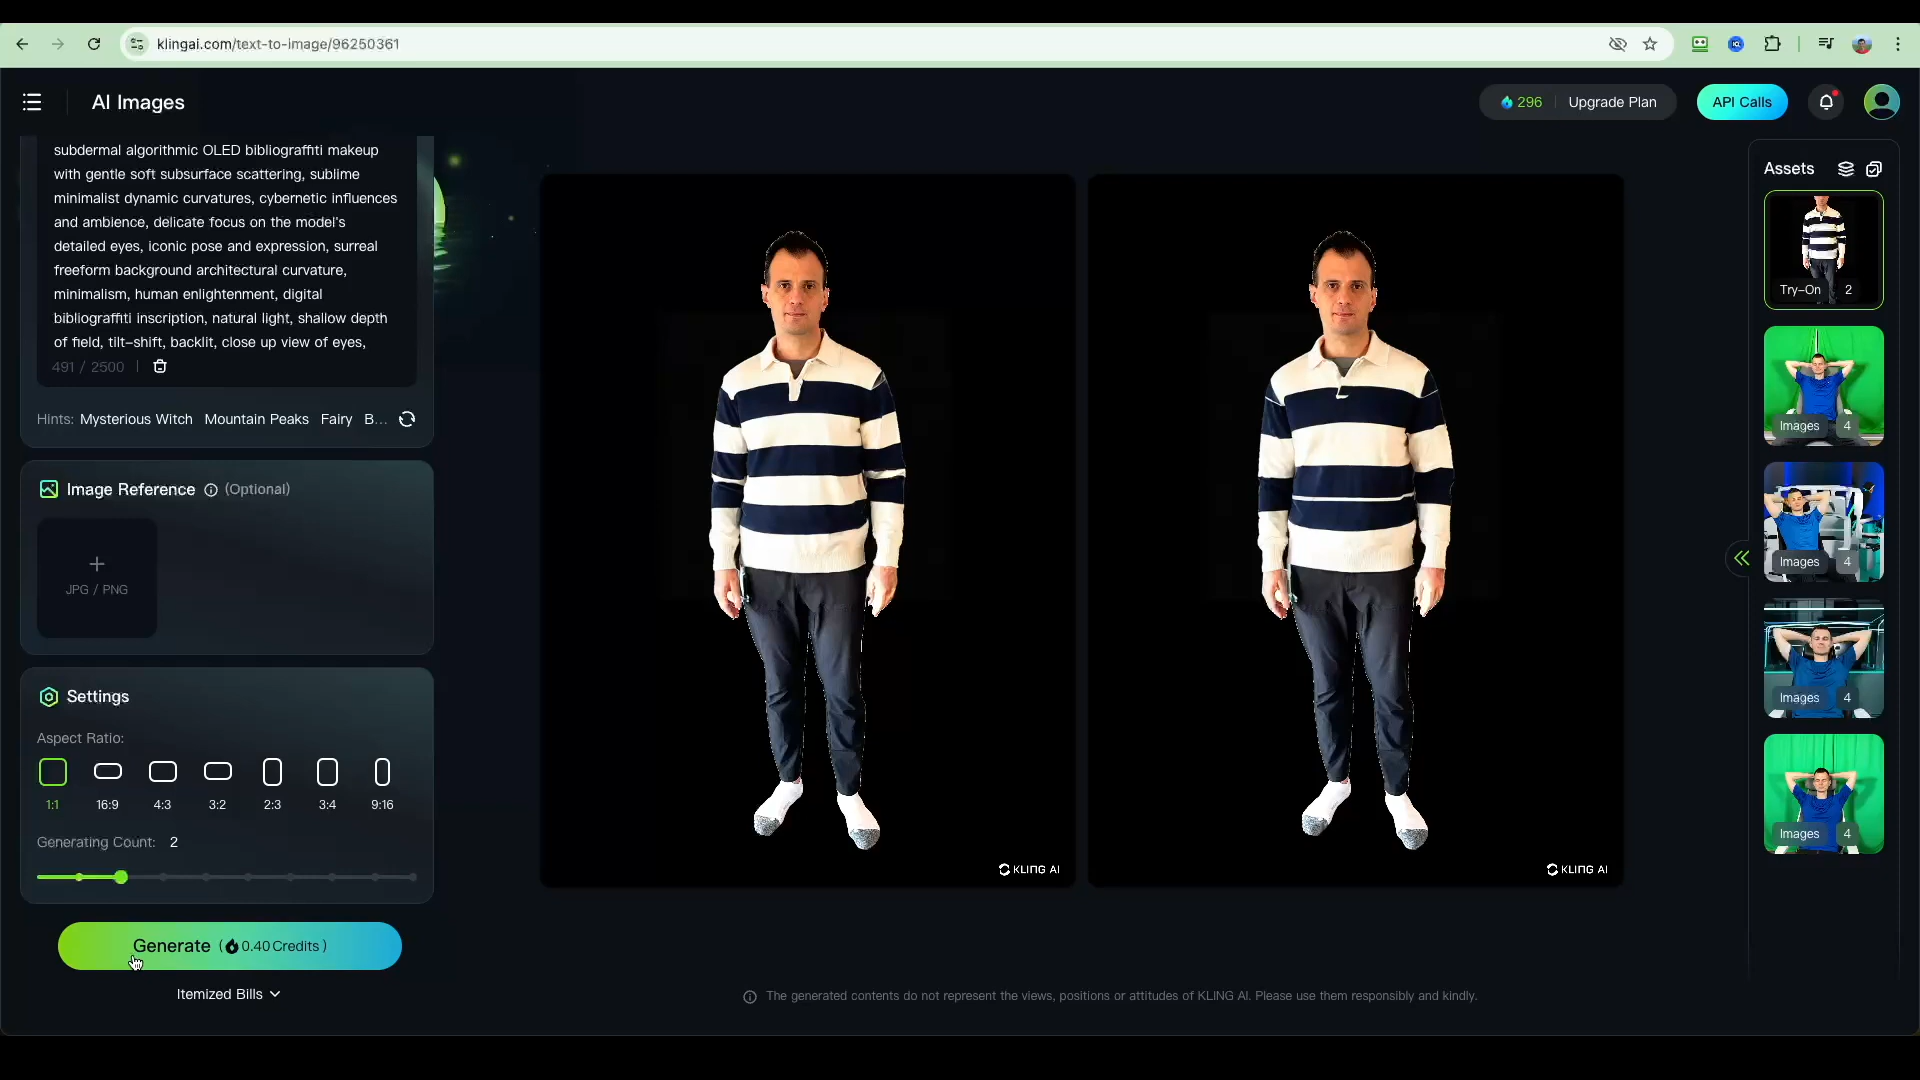 klingai.com/text-to-image/96250361
AI Images
296
Upgrade Plan
API Calls
subdermal algorithmic OLED bibliograffiti makeup
with gentle soft subsurface scattering, sublime
minimalist dynamic curvatures, cybernetic influences
and ambience, delicate focus on the model's
detailed eyes, iconic pose and expression, surreal
freeform background architectural curvature,
minimalism, human enlightenment, digital
bibliograffiti inscription, natural light, shallow depth
of field, tilt-shift, backlit, close up view of eyes,
491 / 2500
Hints: Mysterious Witch Mountain Peaks Fairy B...
Image Reference (Optional)
JPG / PNG
Settings
Aspect Ratio:
1:1 16:9 4:3 3:2 2:3 3:4 9:16
Generating Count: 2
Generate ( 0.40 Credits )
Itemized Bills
KLING AI
KLING AI
The generated contents do not represent the views, positions or attitudes of KLING AI. Please use them responsibly and kindly.
Assets
Try-On 2
Images 4
Images 4
Images 4
Images 4